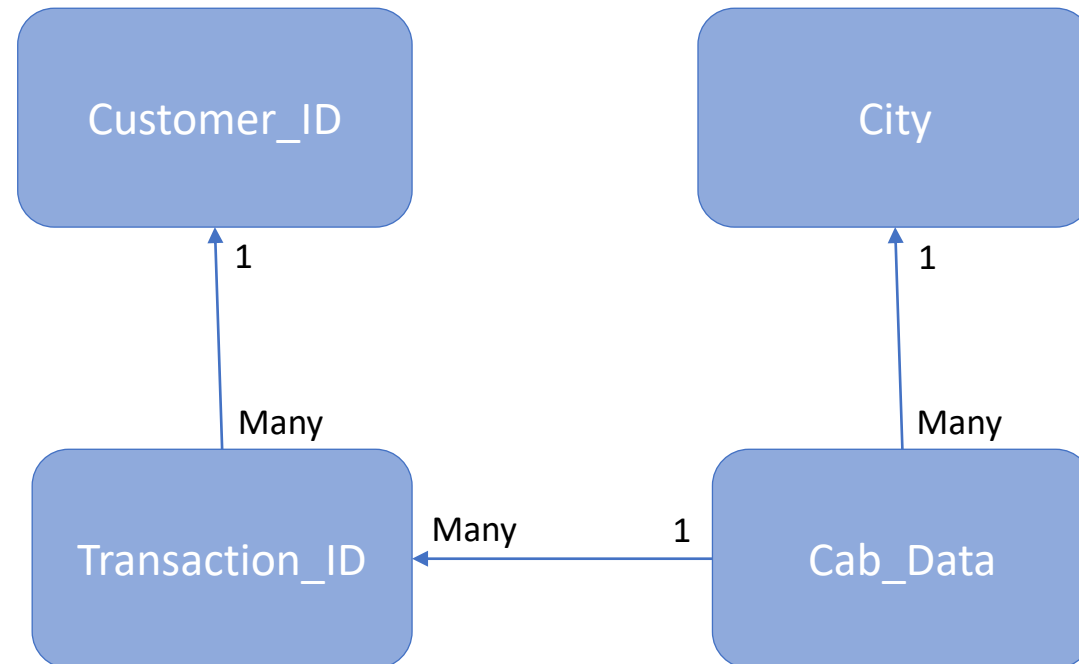 Customer_ID
City
1
1
Many
Many
Many
1
Transaction_ID
Cab_Data